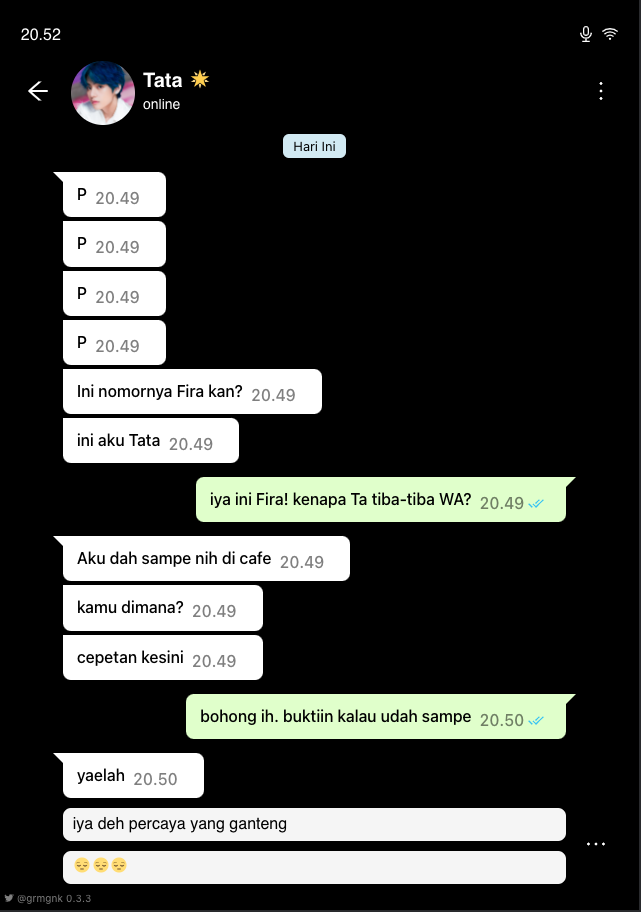 20.52
Tata 🌟
online
Hari Ini
P 20.49
P 20.49
P 20.49
P 20.49
Ini nomornya Fira kan? 20.49
ini aku Tata 20.49
iya ini Fira! kenapa Ta tiba-tiba WA? 20.49
Aku dah sampe nih di cafe 20.49
kamu dimana? 20.49
cepetan kesini 20.49
bohong ih. buktiin kalau udah sampe 20.50
yaelah 20.50
iya deh percaya yang ganteng
😔😔😔
@grmgnk 0.3.3